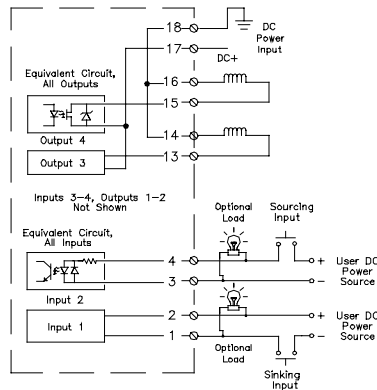 18
DC
Power
Input
17
DC+
16
Equivalent Circuit,
All Outputs
15
Output 4
14
Output 3
13
Inputs 3-4, Outputs 1-2
Not Shown
Optional
Load
Sourcing
Input
Equivalent Circuit,
All Inputs
4
+
User DC
Power
Source
3
-
Input 2
Optional
Load
2
+
User DC
Power
Source
Input 1
1
-
Optional
Load
Sinking
Input